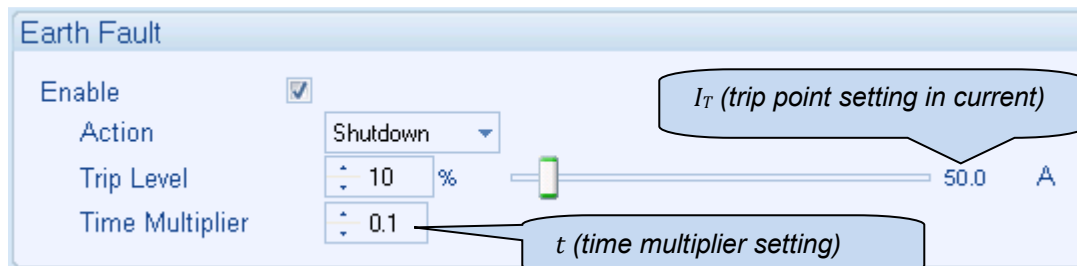 Earth Fault
Enable
I_T (trip point setting in current)
Action Shutdown
Trip Level 10 % 50.0 A
Time Multiplier 0.1
t (time multiplier setting)